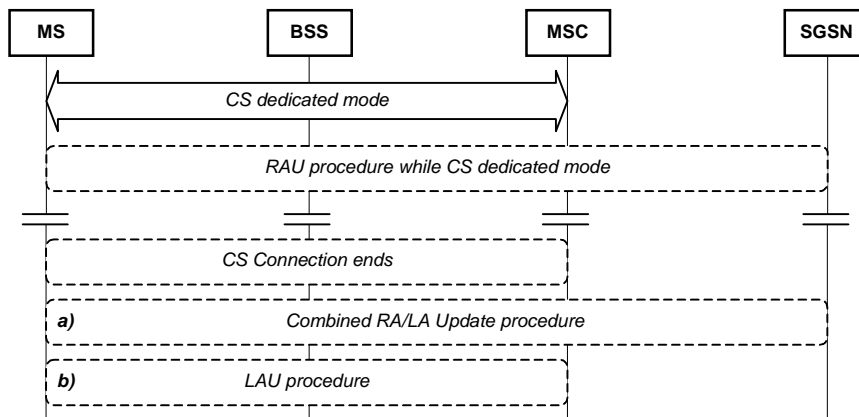 MS BSS MSC SGSN
CS dedicated mode
RAU procedure while CS dedicated mode
CS Connection ends
a) Combined RA/LA Update procedure
b) LAU procedure